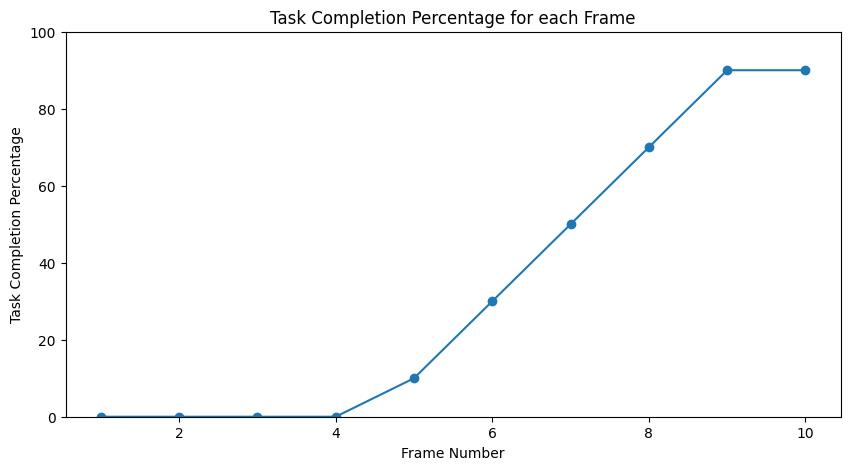 Task Completion Percentage for each Frame
100
80
60
40
20
0
Task Completion Percentage
2 4 6 8 10
Frame Number